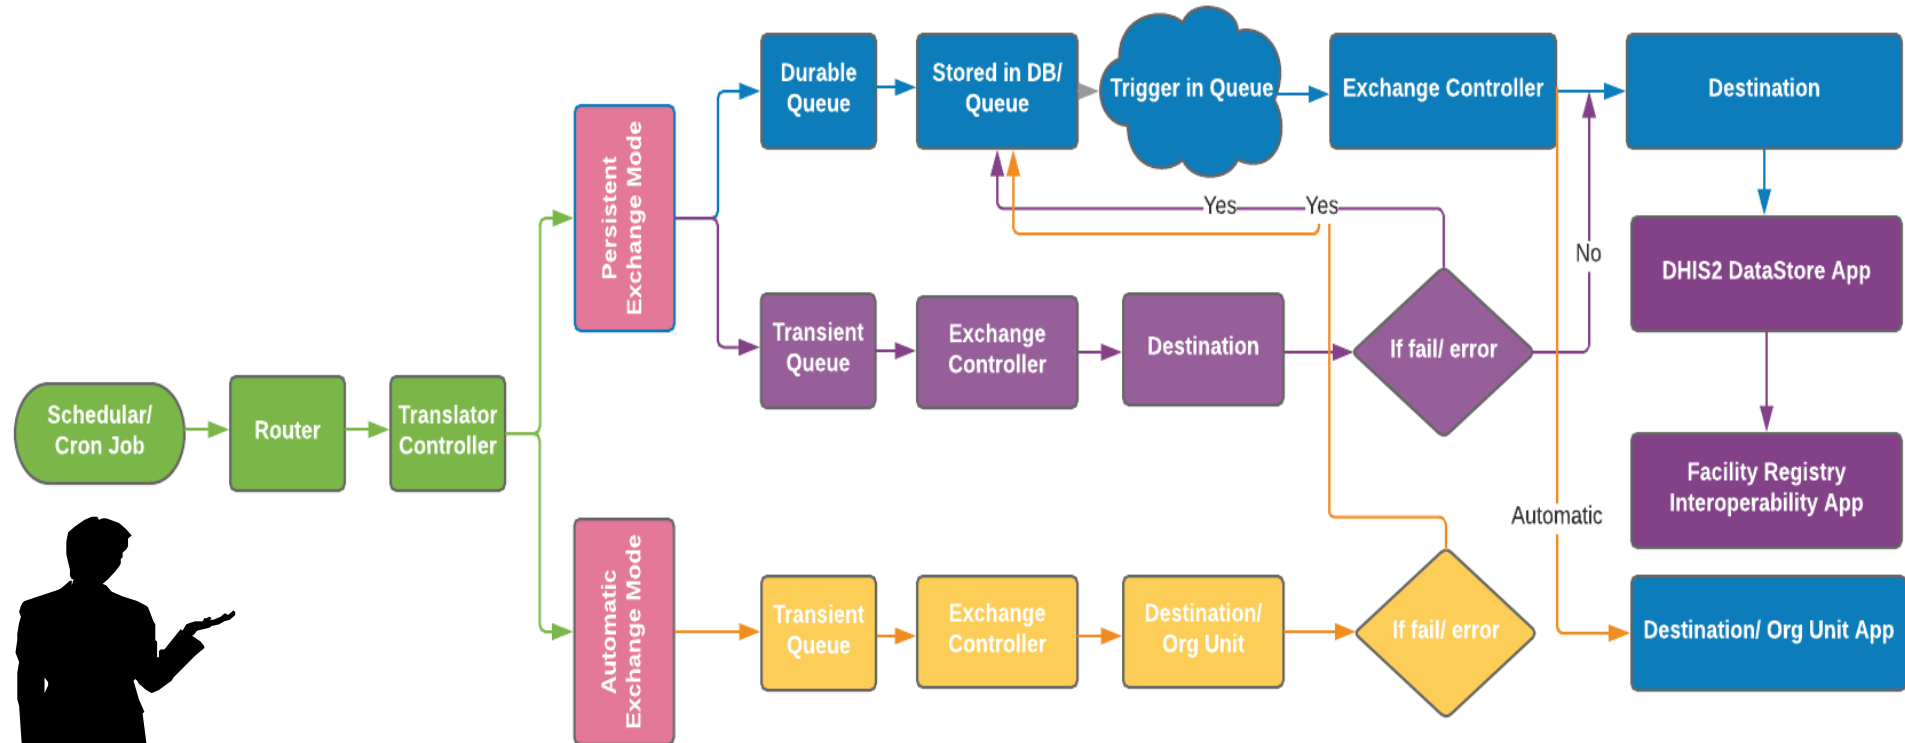 Durable
Queue
Stored in DB/
Queue
Trigger in Queue
Exchange Controller
Destination
Persistent
Exchange Mode
Yes
Yes
No
DHIS2 DataStore App
Transient
Queue
Exchange
Controller
Destination
If fail/ error
Schedular/
Cron Job
Router
Translator
Controller
Facility Registry
Interoperability App
Automatic
Automatic
Exchange Mode
Transient
Queue
Exchange
Controller
Destination/
Org Unit
If fail/ error
Destination/ Org Unit App